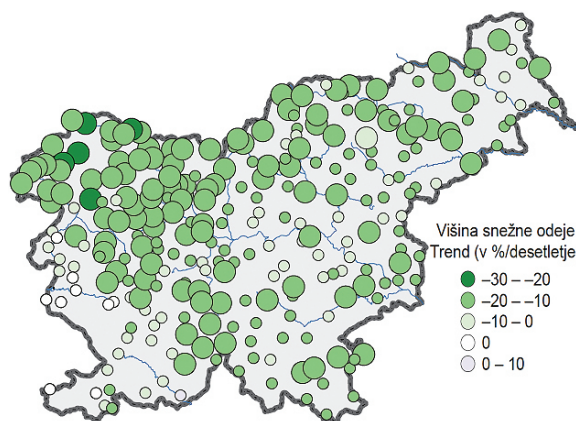 Višina snežne odeje
Trend (v %/desetletje
−30 – −20
−20 – −10
−10 – 0
0
0 – 10